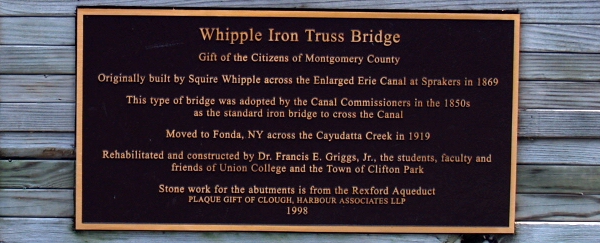 Whipple Iron Truss Bridge
Gift of the Citizens of Montgomery County
Originally built by Squire Whipple across the Enlarged Erie Canal at Sprakers in 1869
This type of bridge was adopted by the Canal Commissioners in the 1850s
as the standard iron bridge to cross the Canal
Moved to Fonda, NY across the Cayudatta Creek in 1919
Rehabilitated and constructed by Dr. Francis E. Griggs, Jr., the students, faculty and
friends of Union College and the Town of Clifton Park
Stone work for the abutments is from the Rexford Aqueduct
PLAQUE GIFT OF CLOUGH, HARBOUR ASSOCIATES LLP
1998